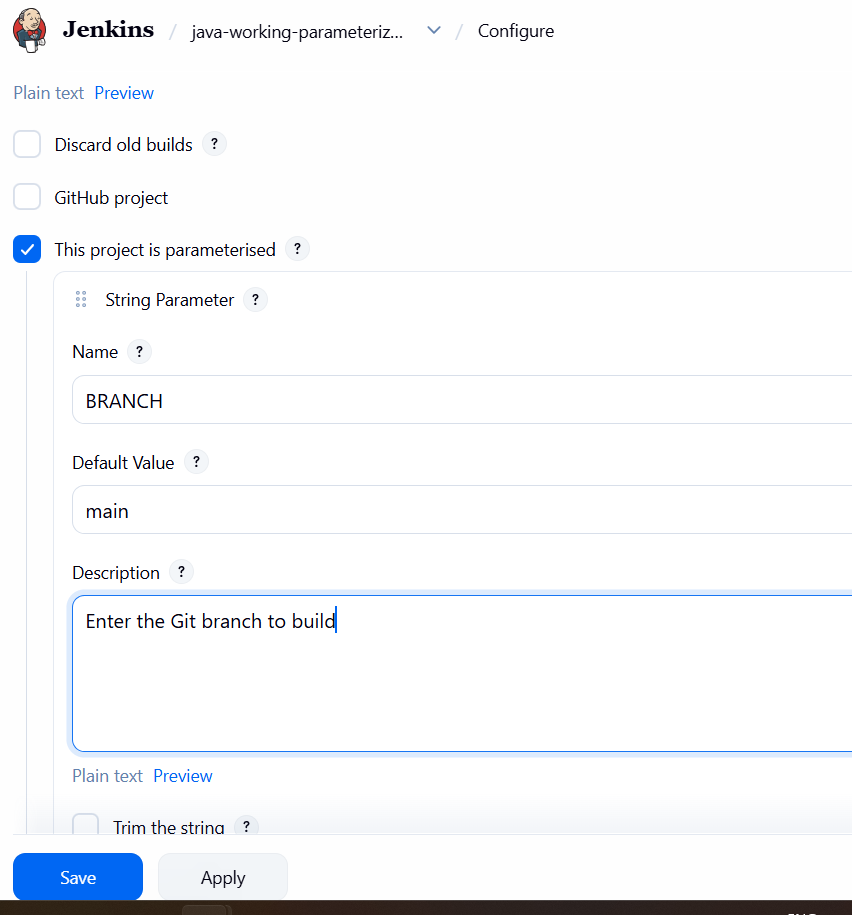 Jenkins / java-working-parameteriz... / Configure
Plain text Preview
Discard old builds ?
GitHub project
This project is parameterised ?
String Parameter ?
Name ?
BRANCH
Default Value ?
main
Description ?
Enter the Git branch to build
Plain text Preview
Trim the string ?
Save Apply